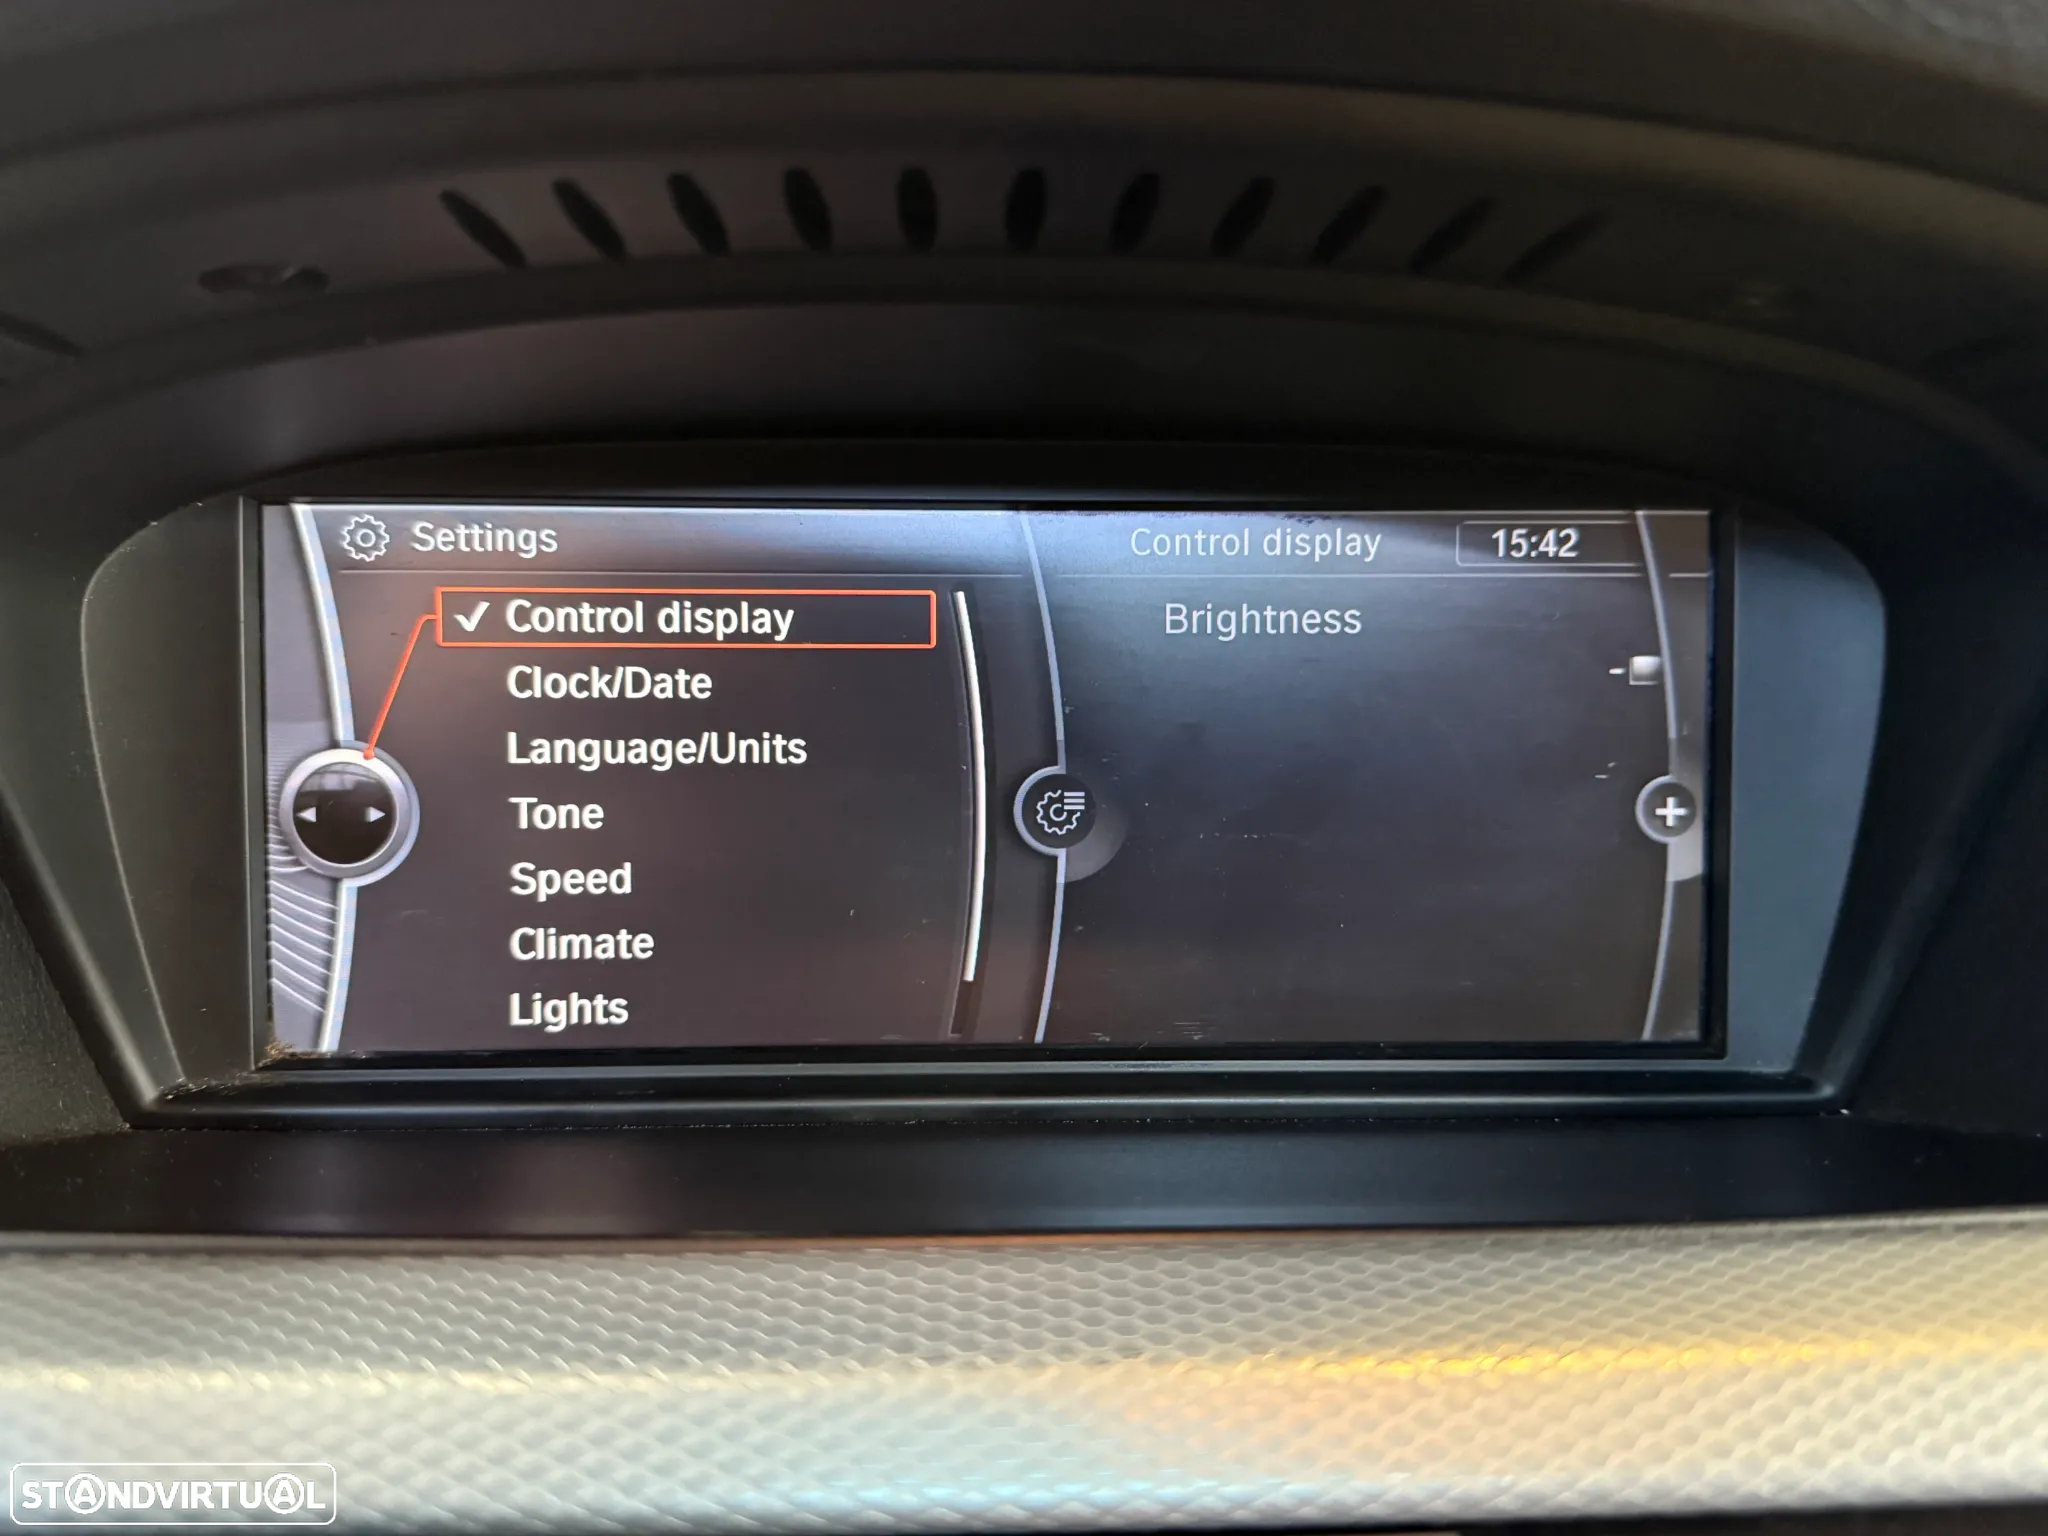 Settings
Control display
15:42
Control display
Clock/Date
Language/Units
Tone
Speed
Climate
Lights
Brightness
STANDVIRTUAL